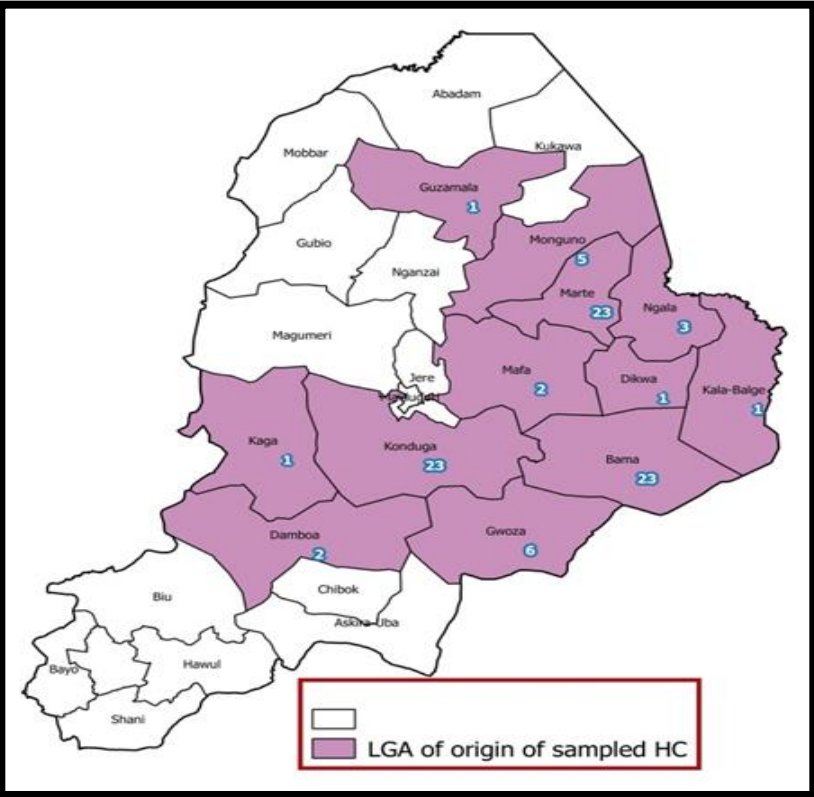 Abadam
Kukawa
Mobbar
Guzamala
1
Monguno
5
Gubio
Nganzai
Marte
23
Ngala
3
Magumeri
Jere
Mafa
2
Dikwa
1
Kala-Balge
1
Kaga
1
Konduga
23
Bama
23
Damboa
2
Gwoza
6
Chibok
Biu
Askira-Uba
Bayo
Hawul
Shani
LGA of origin of sampled HC